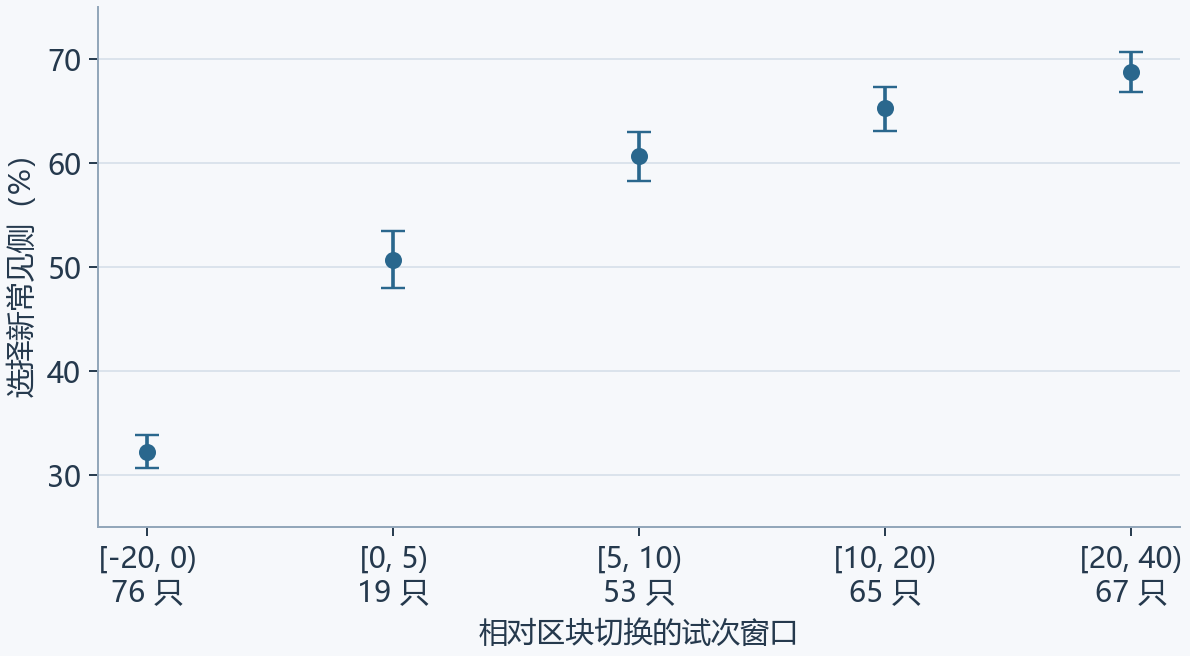 选择新常见侧（%）
70
60
50
40
30
[-20, 0)
76 只
[0, 5)
19 只
[5, 10)
53 只
[10, 20)
65 只
[20, 40)
67 只
相对区块切换的试次窗口